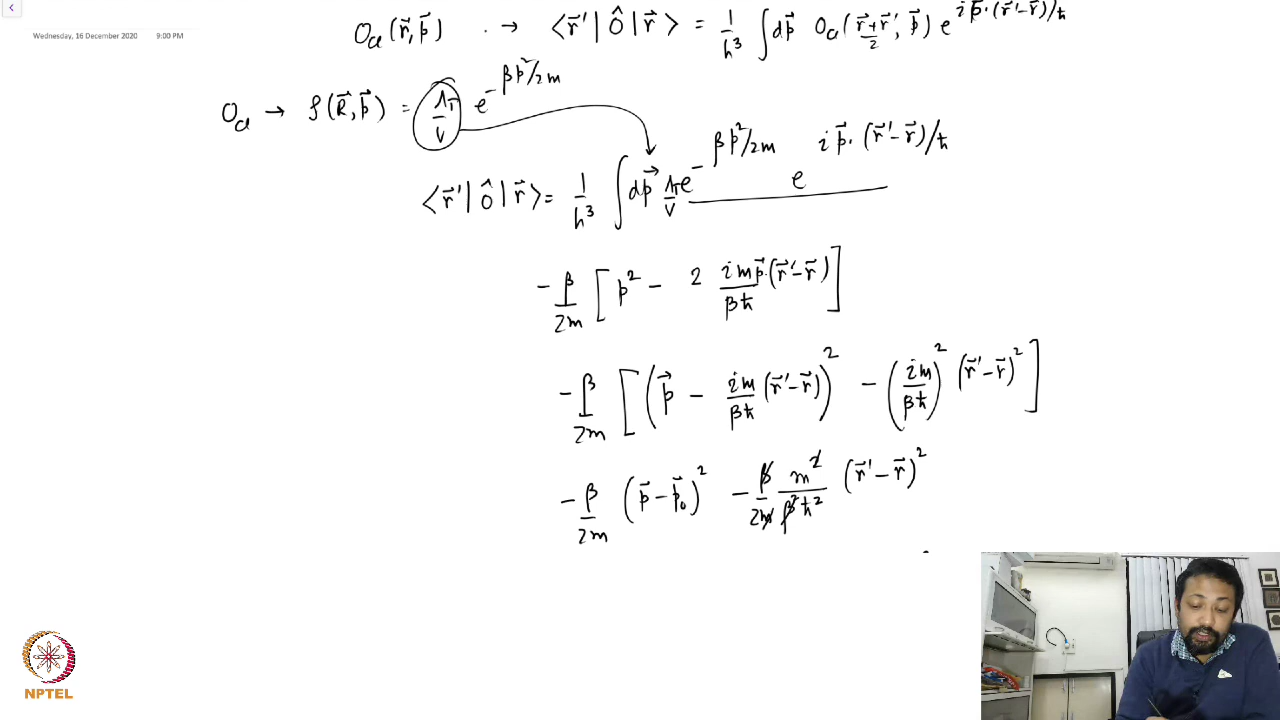 O_cl(r⃗, p⃗) . → ⟨r⃗'| Ô |r⃗⟩ = 1/h³ ∫dp⃗ O_cl((r⃗+r⃗')/2, p⃗) e^{i p⃗·(r⃗'−r⃗)/ħ}
Wednesday, 16 December 2020 9:00 PM
O_cl → ρ(R⃗, p⃗) = Λ_T/V e^{−βp²/2m}
⟨r⃗'| Ô |r⃗⟩ = 1/h³ ∫dp⃗ Λ_T/V e^{−βp²/2m} e^{i p⃗·(r⃗'−r⃗)/ħ}
−β/2m [p² − 2 im p⃗·(r⃗'−r⃗)/βħ]
−β/2m [(p⃗ − im/βħ (r⃗'−r⃗))² − (im/βħ)² (r⃗'−r⃗)²]
−β/2m (p⃗−p⃗₀)² − β/2m m²/β²ħ² (r⃗'−r⃗)²
NPTEL